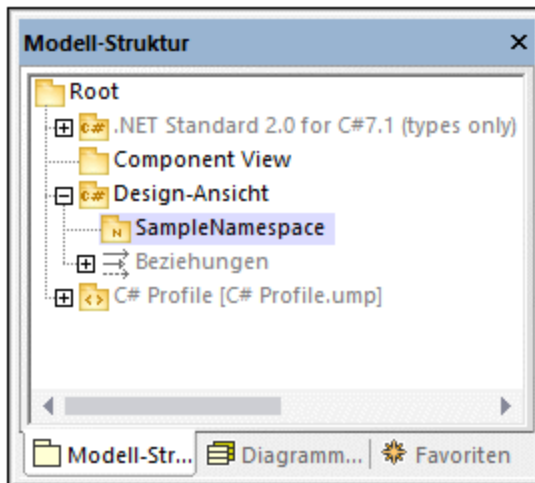 Modell-Struktur
Root
.NET Standard 2.0 for C#7.1 (types only)
Component View
Design-Ansicht
SampleNamespace
Beziehungen
C# Profile [C# Profile.ump]
Modell-Str... Diagramm... Favoriten